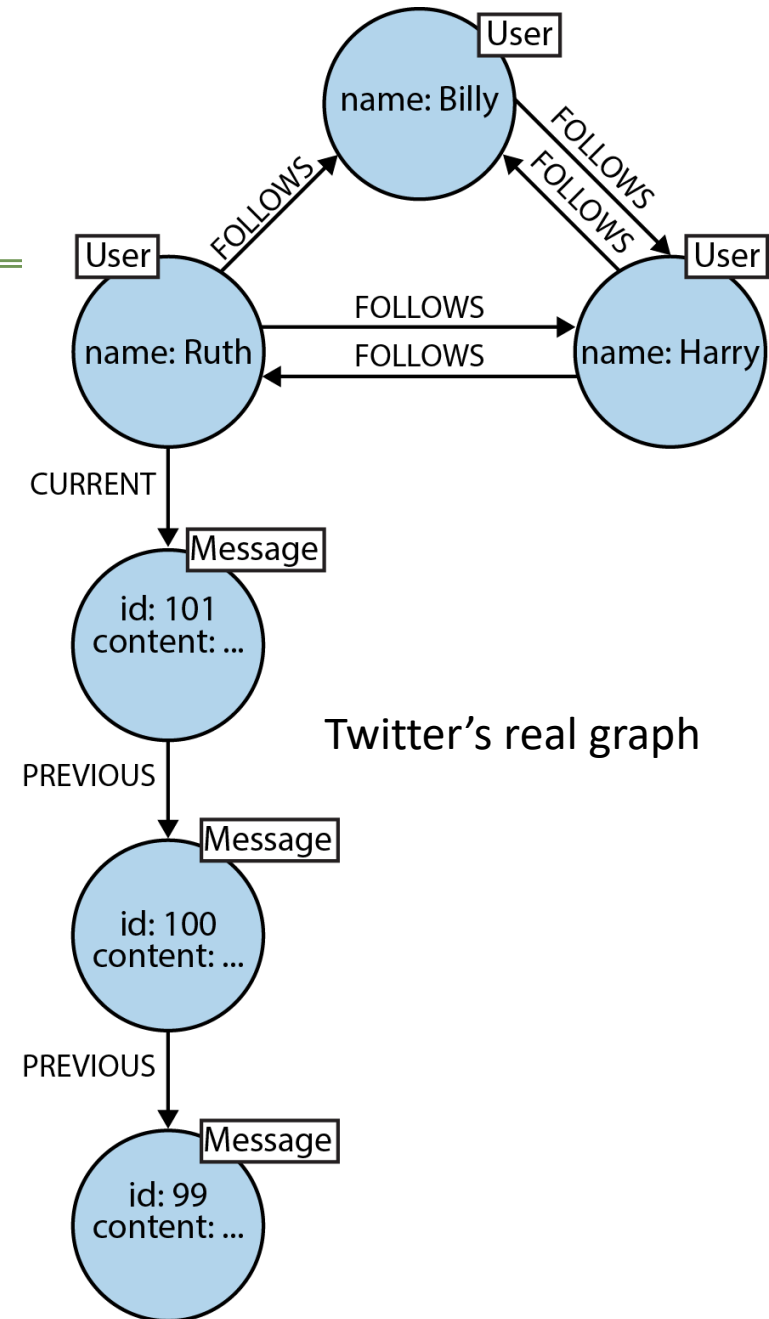 User
name: Billy
FOLLOWS
FOLLOWS
FOLLOWS
User
User
FOLLOWS
name: Ruth
name: Harry
FOLLOWS
CURRENT
Message
id: 101
content: ...
Twitter’s real graph
PREVIOUS
Message
id: 100
content: ...
PREVIOUS
Message
id: 99
content: ...